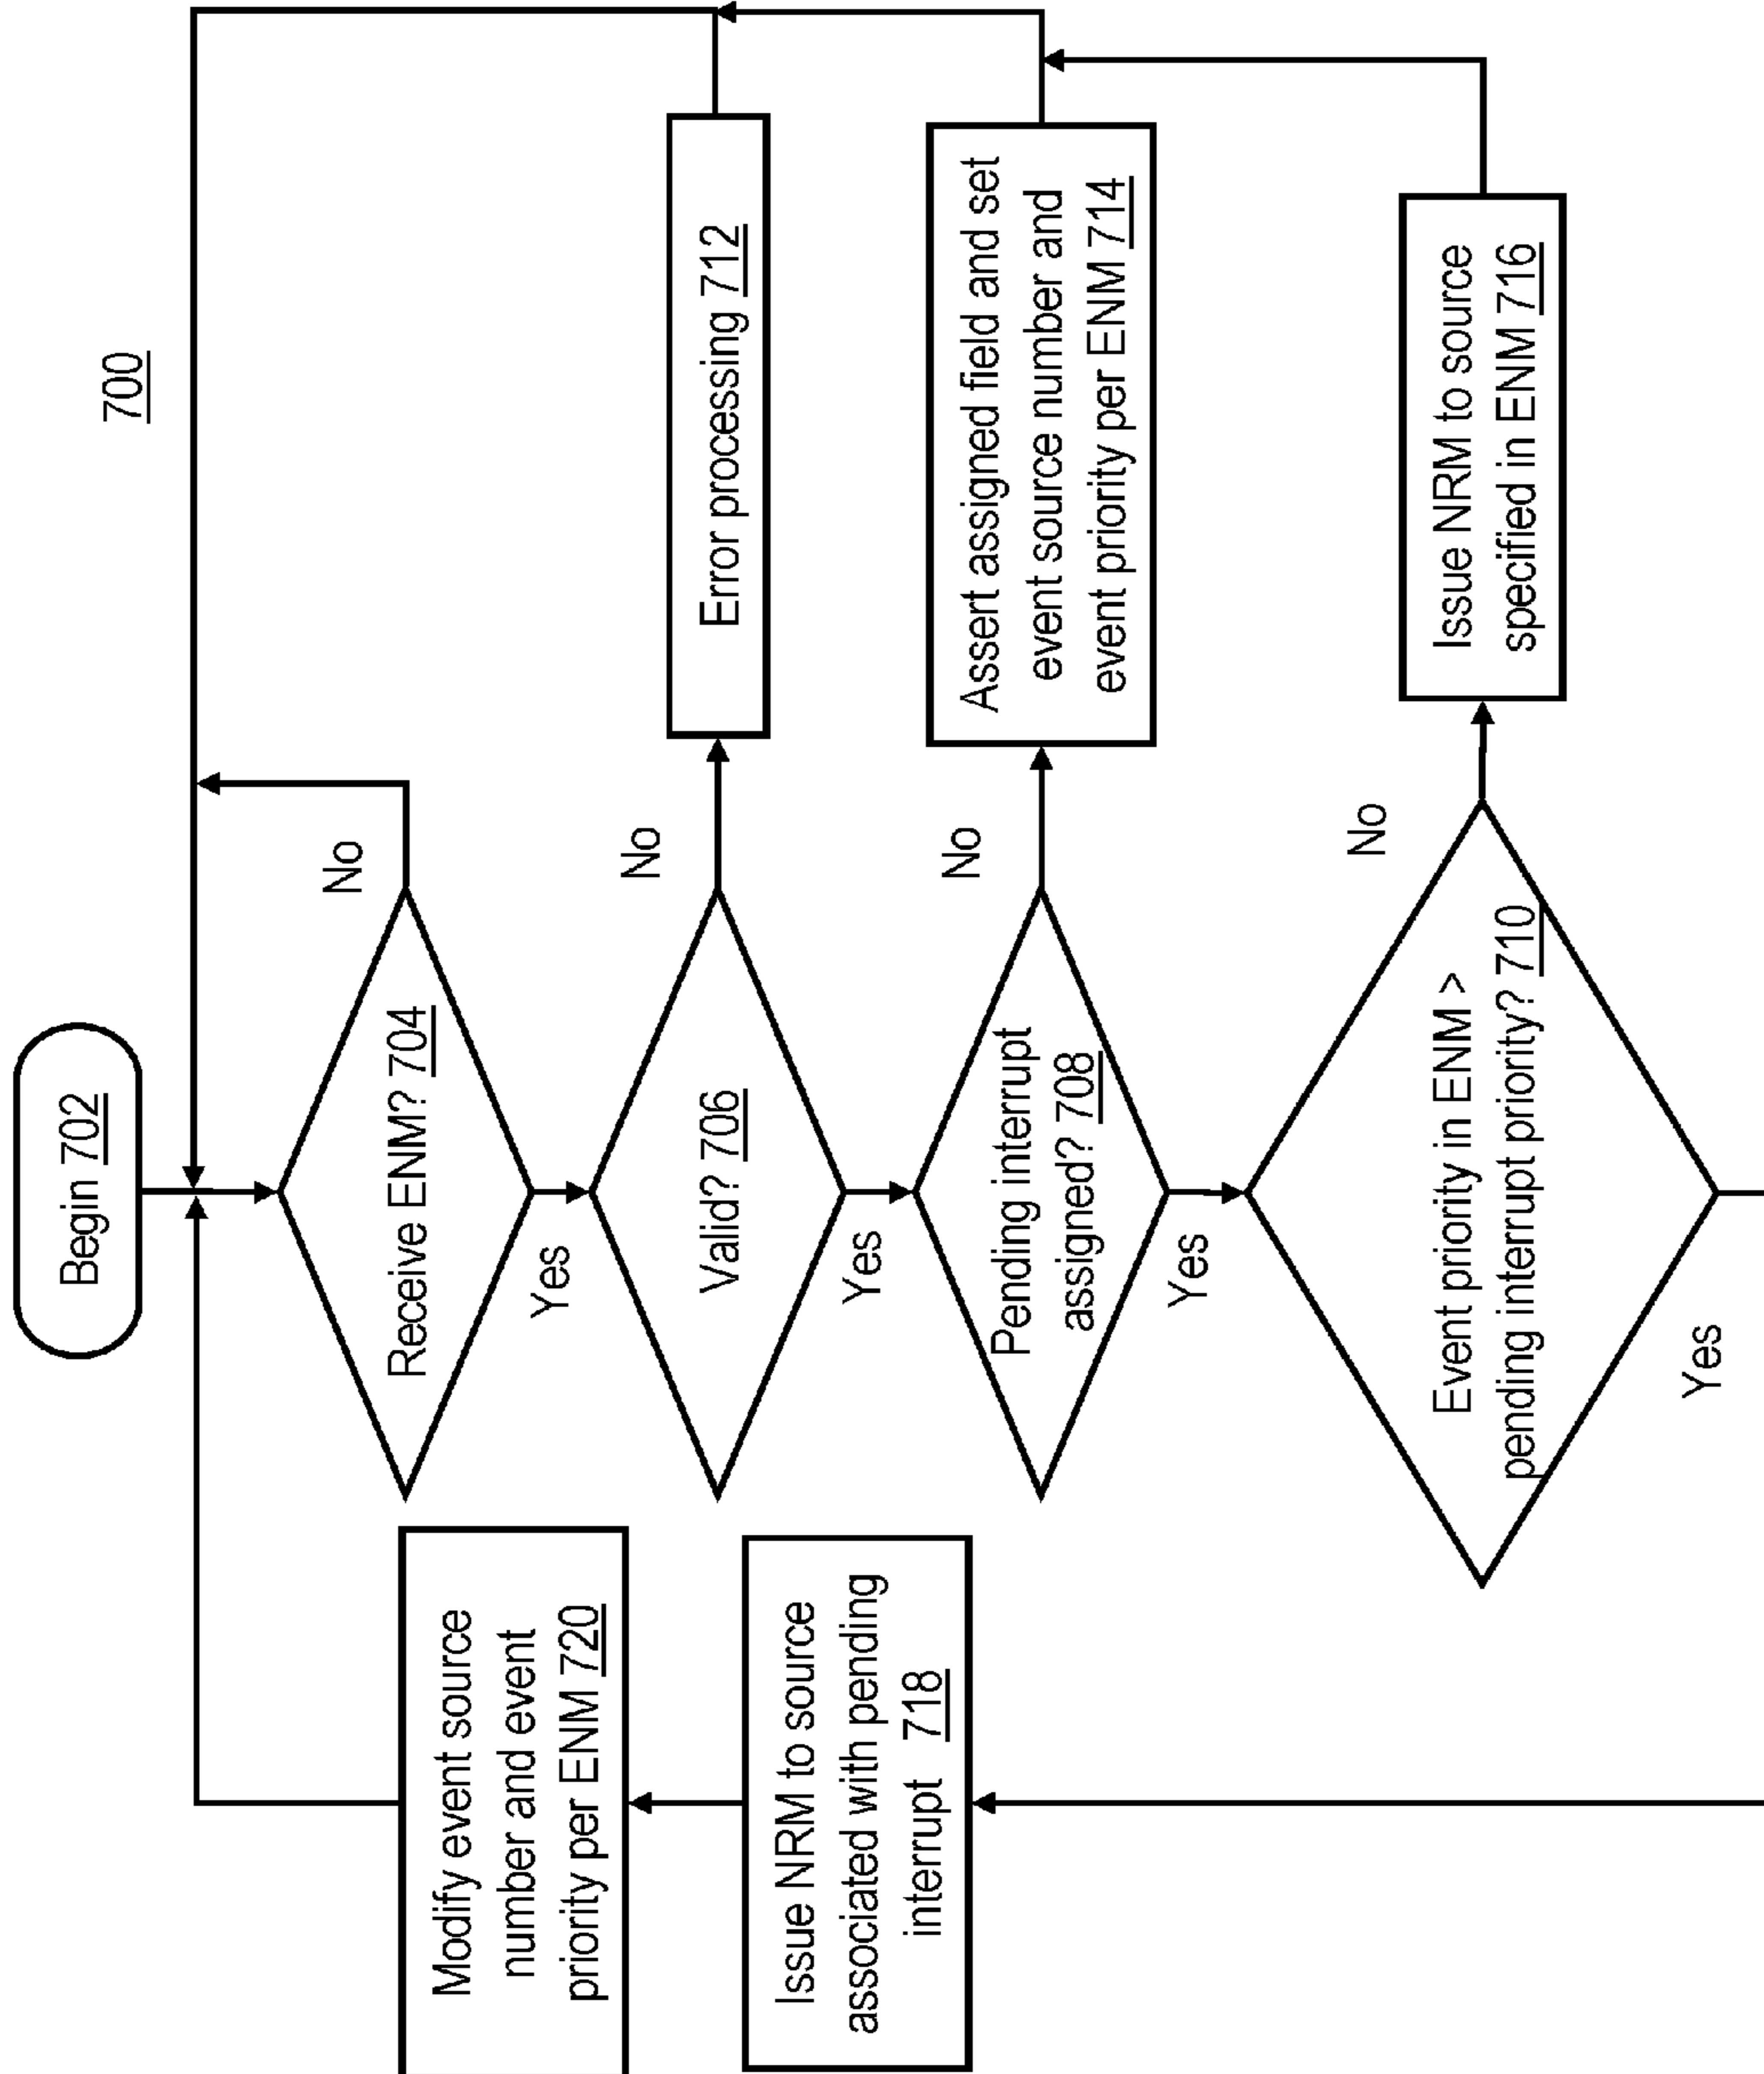 700
Begin 702
Receive ENM? 704
No
Yes
Valid? 706
No
Error processing 712
Yes
Pending interrupt
assigned? 708
No
Assert assigned field and set
event source number and
event priority per ENM 714
Yes
Event priority in ENM >
pending interrupt priority? 710
No
Issue NRM to source
specified in ENM 716
Yes
Issue NRM to source
associated with pending
interrupt 718
Modify event source
number and event
priority per ENM 720